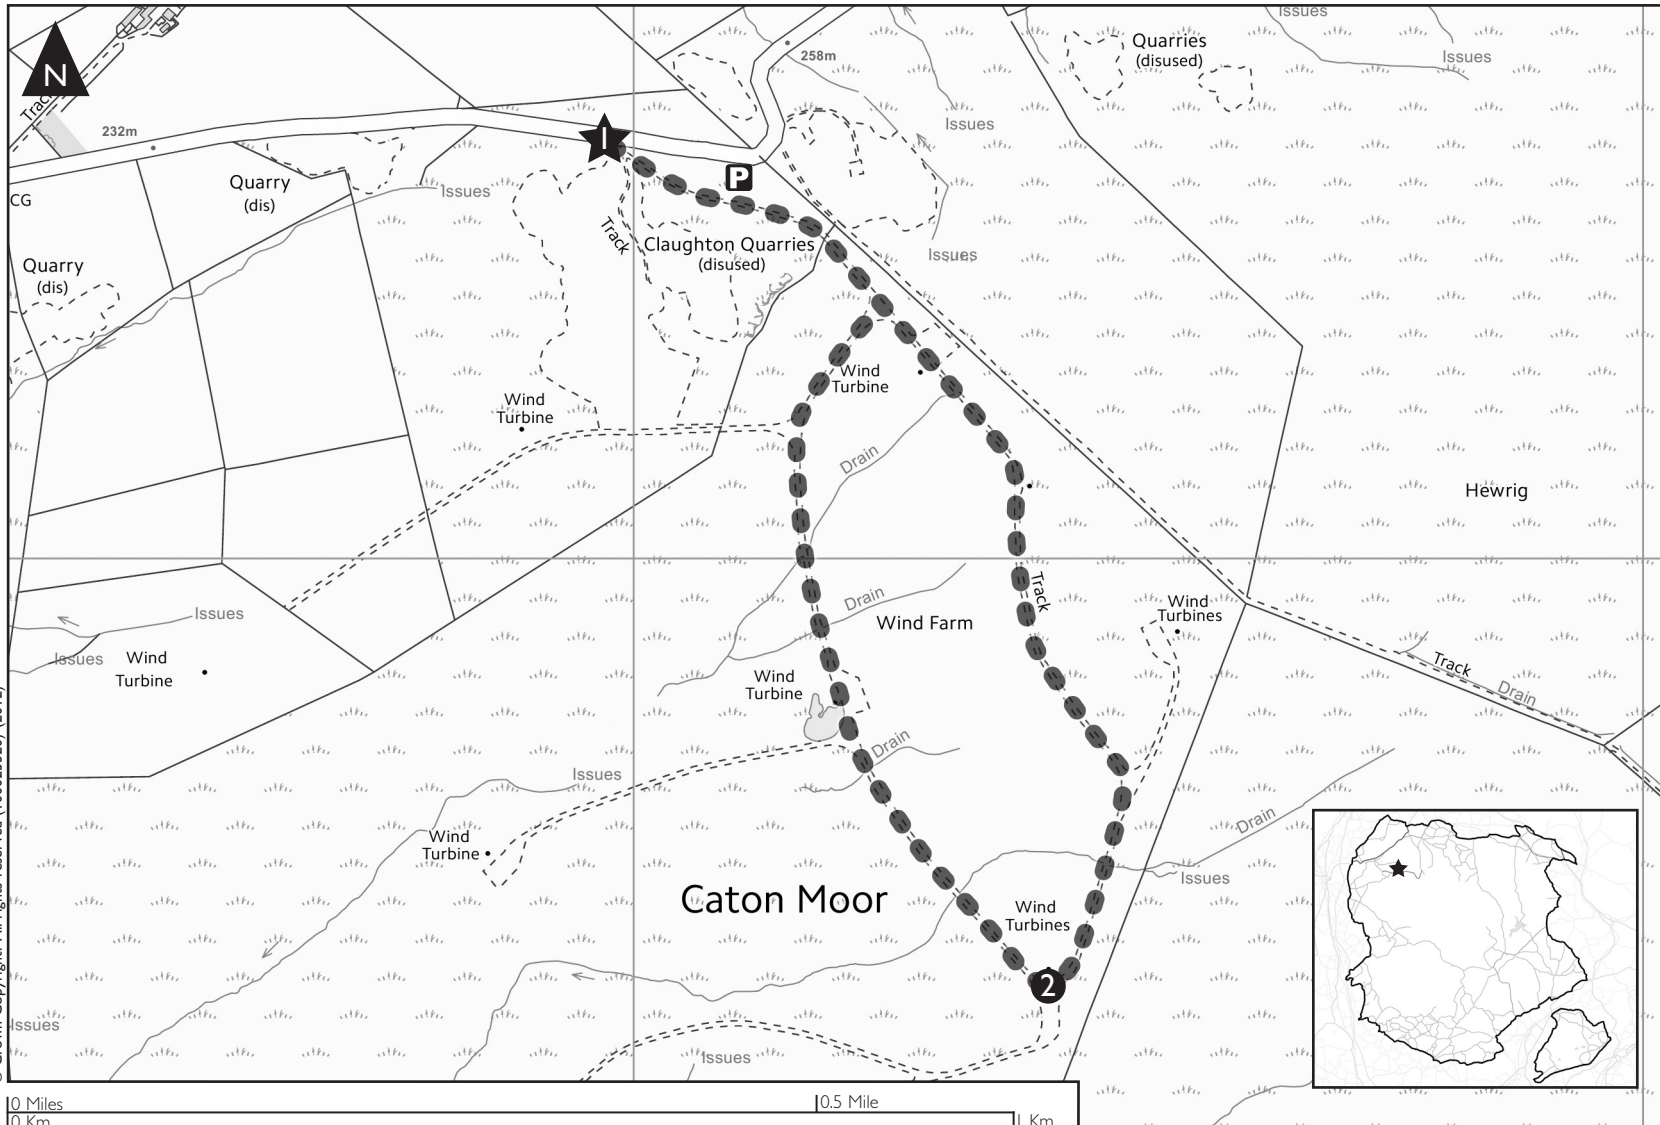 Issues
Quarries
(disused)
258m
Issues
N
Track
232m
I
Issues
P
Quarry
(dis)
Issues
CG
Track
Claughton Quarries
(disused)
Issues
Quarry
(dis)
Wind
Turbine
Wind
Turbine
Drain
Hewrig
Track
Drain
Wind
Turbines
Issues
Wind Farm
Issues
Wind
Turbine
Wind
Turbine
Track
Drain
Drain
Issues
Drain
Wind
Turbine
Issues
Caton Moor
Wind
Turbines
2
Issues
Issues
0 Miles
0.5 Mile
0 Km
1 Km